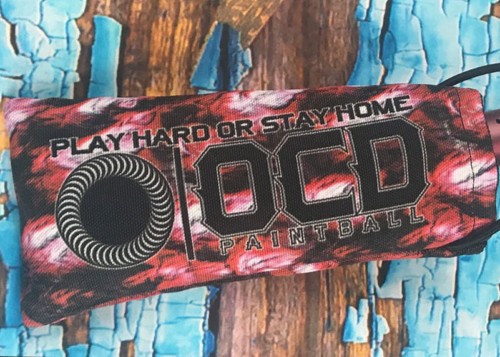 PLAY HARD OR STAY HOME
OCD
PAINTBALL